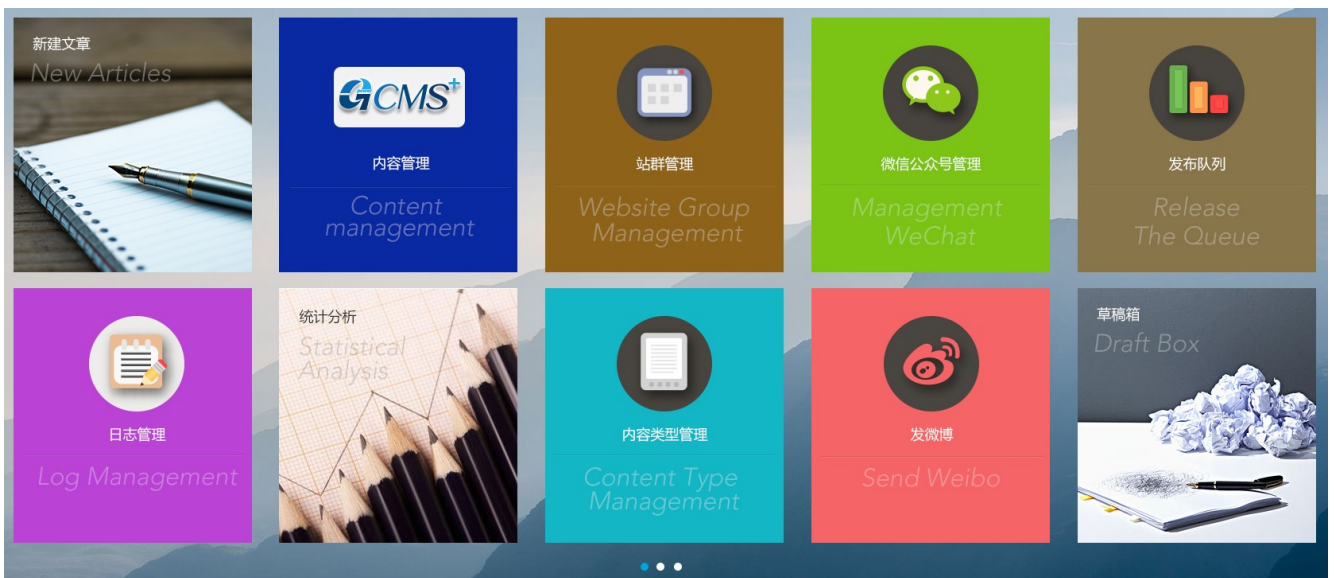 新建文章
New Articles
GCMS+
内容管理
Content
management
站群管理
Website Group
Management
微信公众号管理
Management
WeChat
发布队列
Release
The Queue
日志管理
Log Management
统计分析
Statistical
Analysis
内容类型管理
Content Type
Management
发微博
Send Weibo
草稿箱
Draft Box